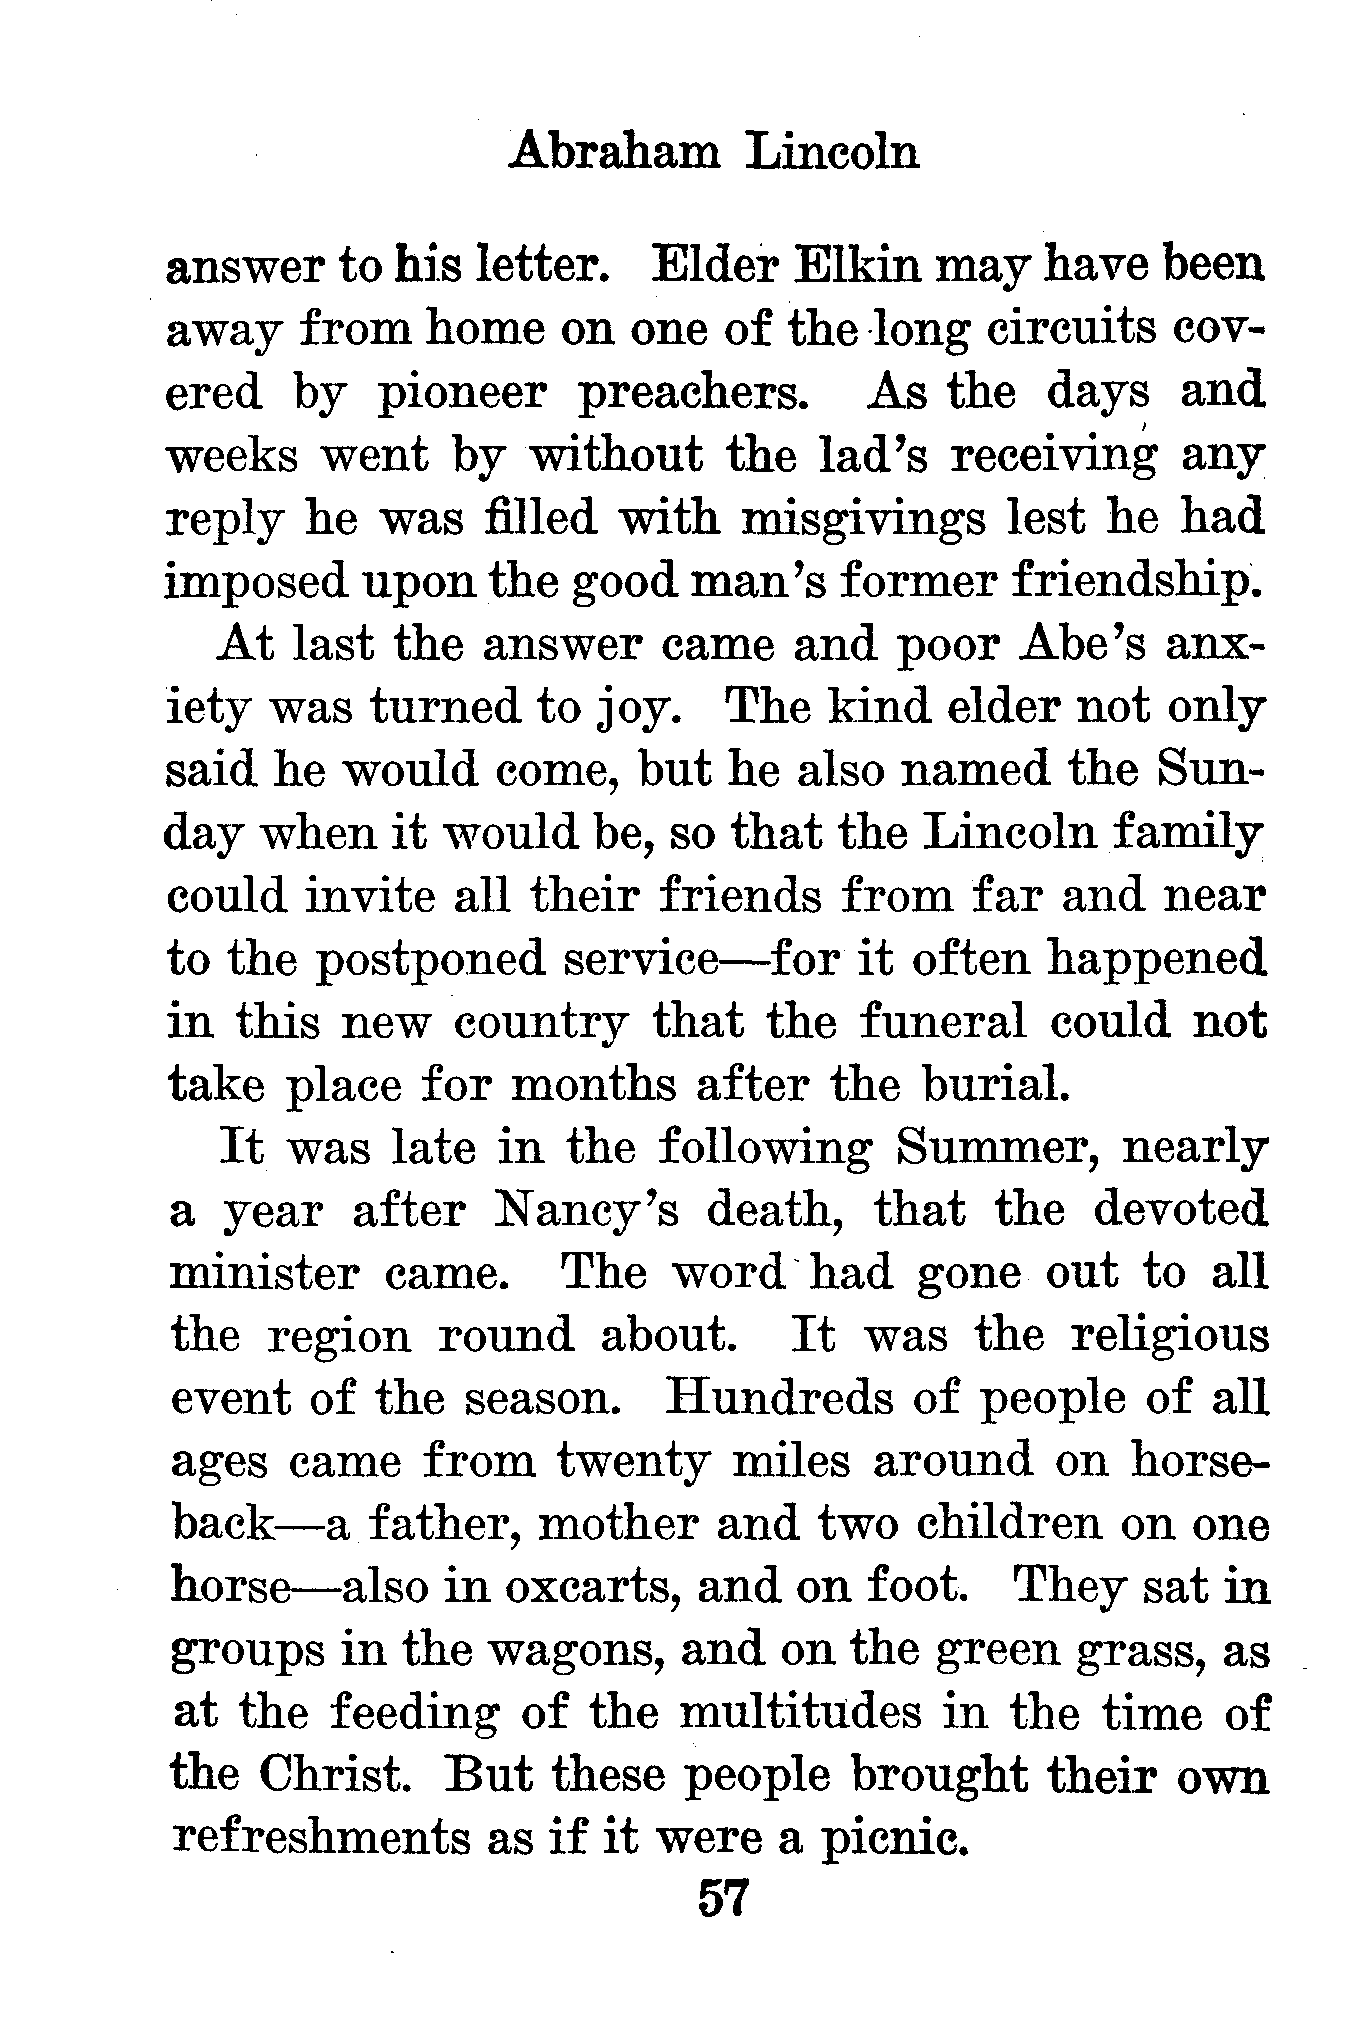 Abraham Lincoln
answer to his letter. Elder Elkin may have been
away from home on one of the long circuits cov-
ered by pioneer preachers. As the days and
weeks went by without the lad's receiving any
reply he was filled with misgivings lest he had
imposed upon the good man's former friendship.
At last the answer came and poor Abe's anx-
iety was turned to joy. The kind elder not only
said he would come, but he also named the Sun-
day when it would be, so that the Lincoln family
could invite all their friends from far and near
to the postponed service—for it often happened
in this new country that the funeral could not
take place for months after the burial.
It was late in the following Summer, nearly
a year after Nancy's death, that the devoted
minister came. The word had gone out to all
the region round about. It was the religious
event of the season. Hundreds of people of all
ages came from twenty miles around on horse-
back—a father, mother and two children on one
horse—also in oxcarts, and on foot. They sat in
groups in the wagons, and on the green grass, as
at the feeding of the multitudes in the time of
the Christ. But these people brought their own
refreshments as if it were a picnic.
57